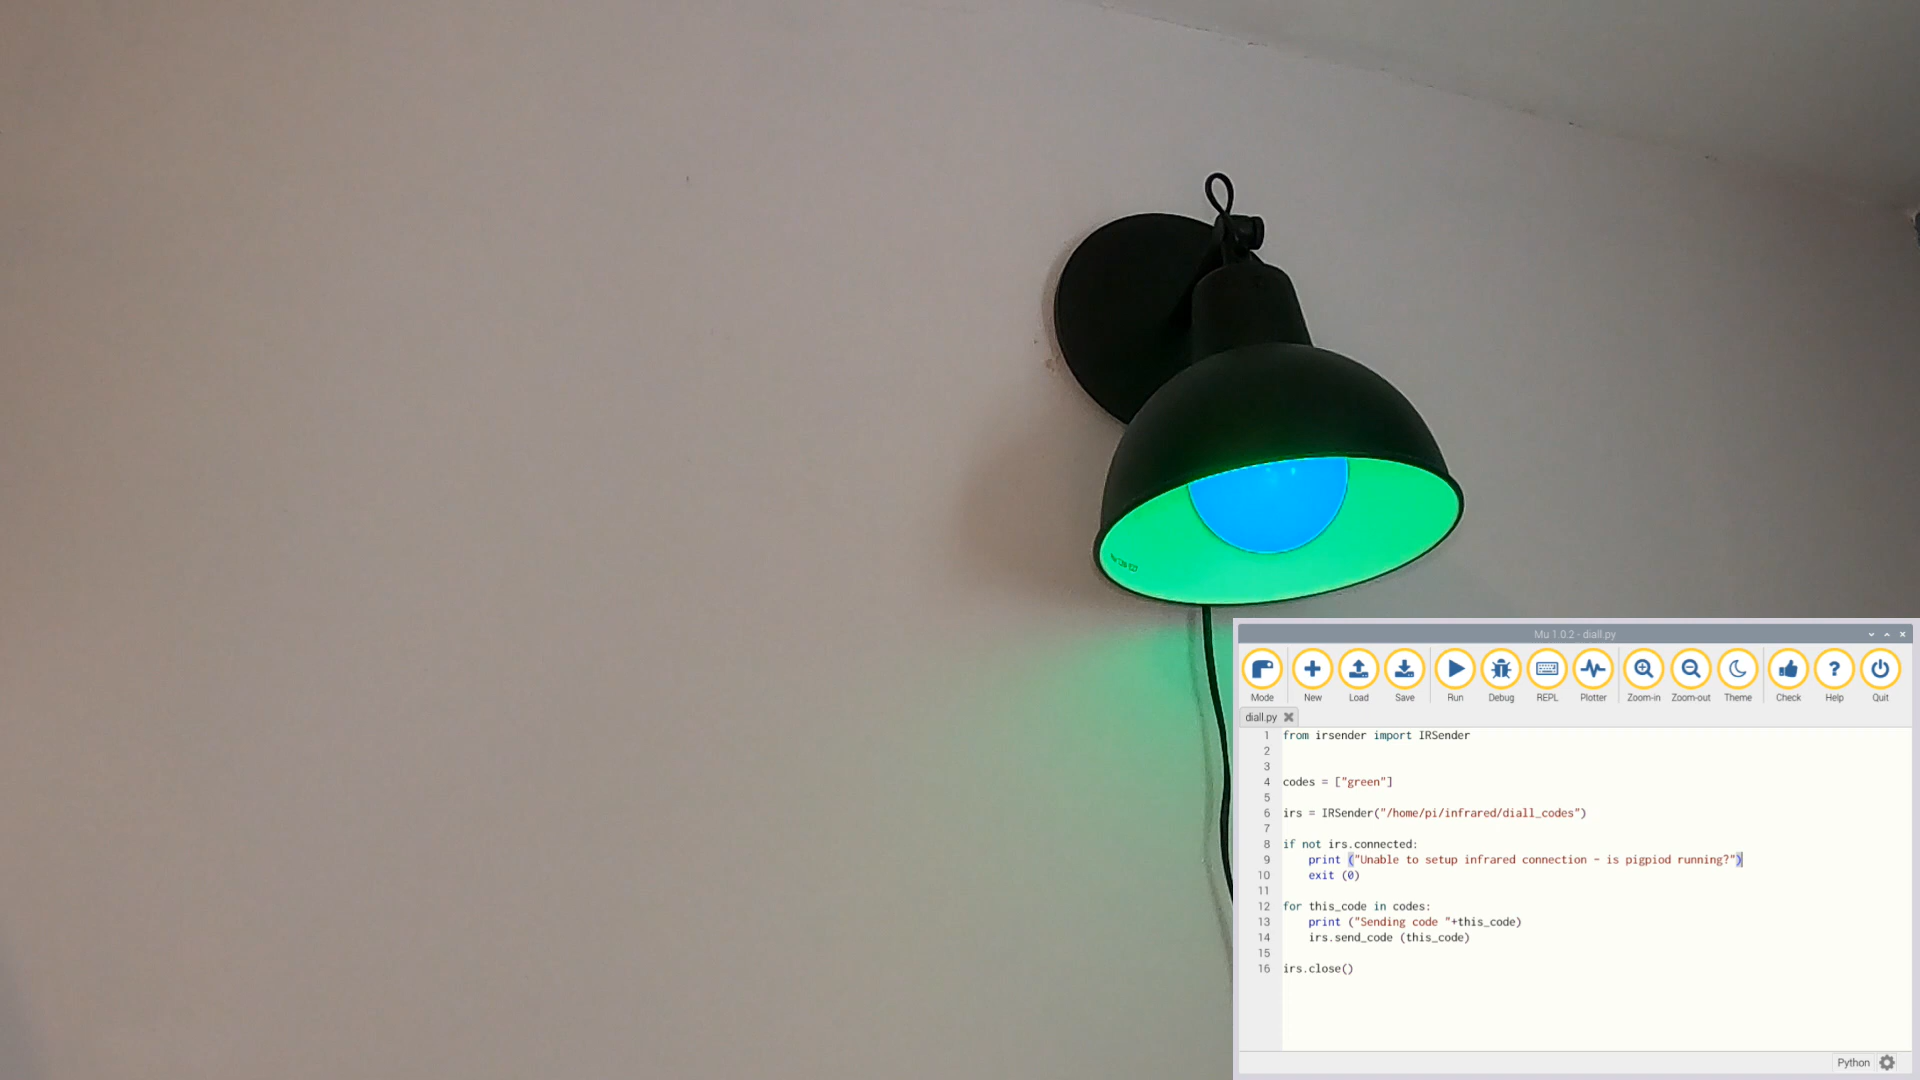 Mu 1.0.2 - diall.py
Mode New Load Save Run Debug REPL Plotter Zoom-in Zoom-out Theme Check Help Quit
diall.py
1 from irsender import IRSender
2
3
4 codes = ["green"]
5
6 irs = IRSender("/home/pi/infrared/diall_codes")
7
8 if not irs.connected:
9     print ("Unable to setup infrared connection - is pigpiod running?")
10     exit (0)
11
12 for this_code in codes:
13     print ("Sending code "+this_code)
14     irs.send_code (this_code)
15
16 irs.close()
Python